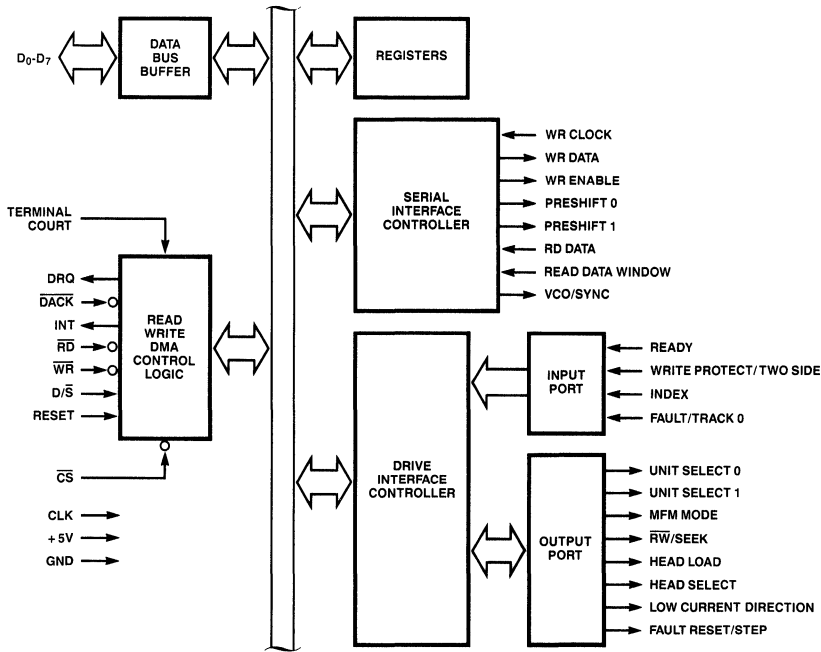 D0-D7
DATA
BUS
BUFFER
REGISTERS
SERIAL
INTERFACE
CONTROLLER
WR CLOCK
WR DATA
WR ENABLE
PRESHIFT 0
PRESHIFT 1
RD DATA
READ DATA WINDOW
VCO/SYNC
TERMINAL
COURT
DRQ
DACK
INT
RD
WR
D/S
RESET
READ
WRITE
DMA
CONTROL
LOGIC
CS
CLK
+5V
GND
DRIVE
INTERFACE
CONTROLLER
INPUT
PORT
READY
WRITE PROTECT/TWO SIDE
INDEX
FAULT/TRACK 0
OUTPUT
PORT
UNIT SELECT 0
UNIT SELECT 1
MFM MODE
RW/SEEK
HEAD LOAD
HEAD SELECT
LOW CURRENT DIRECTION
FAULT RESET/STEP